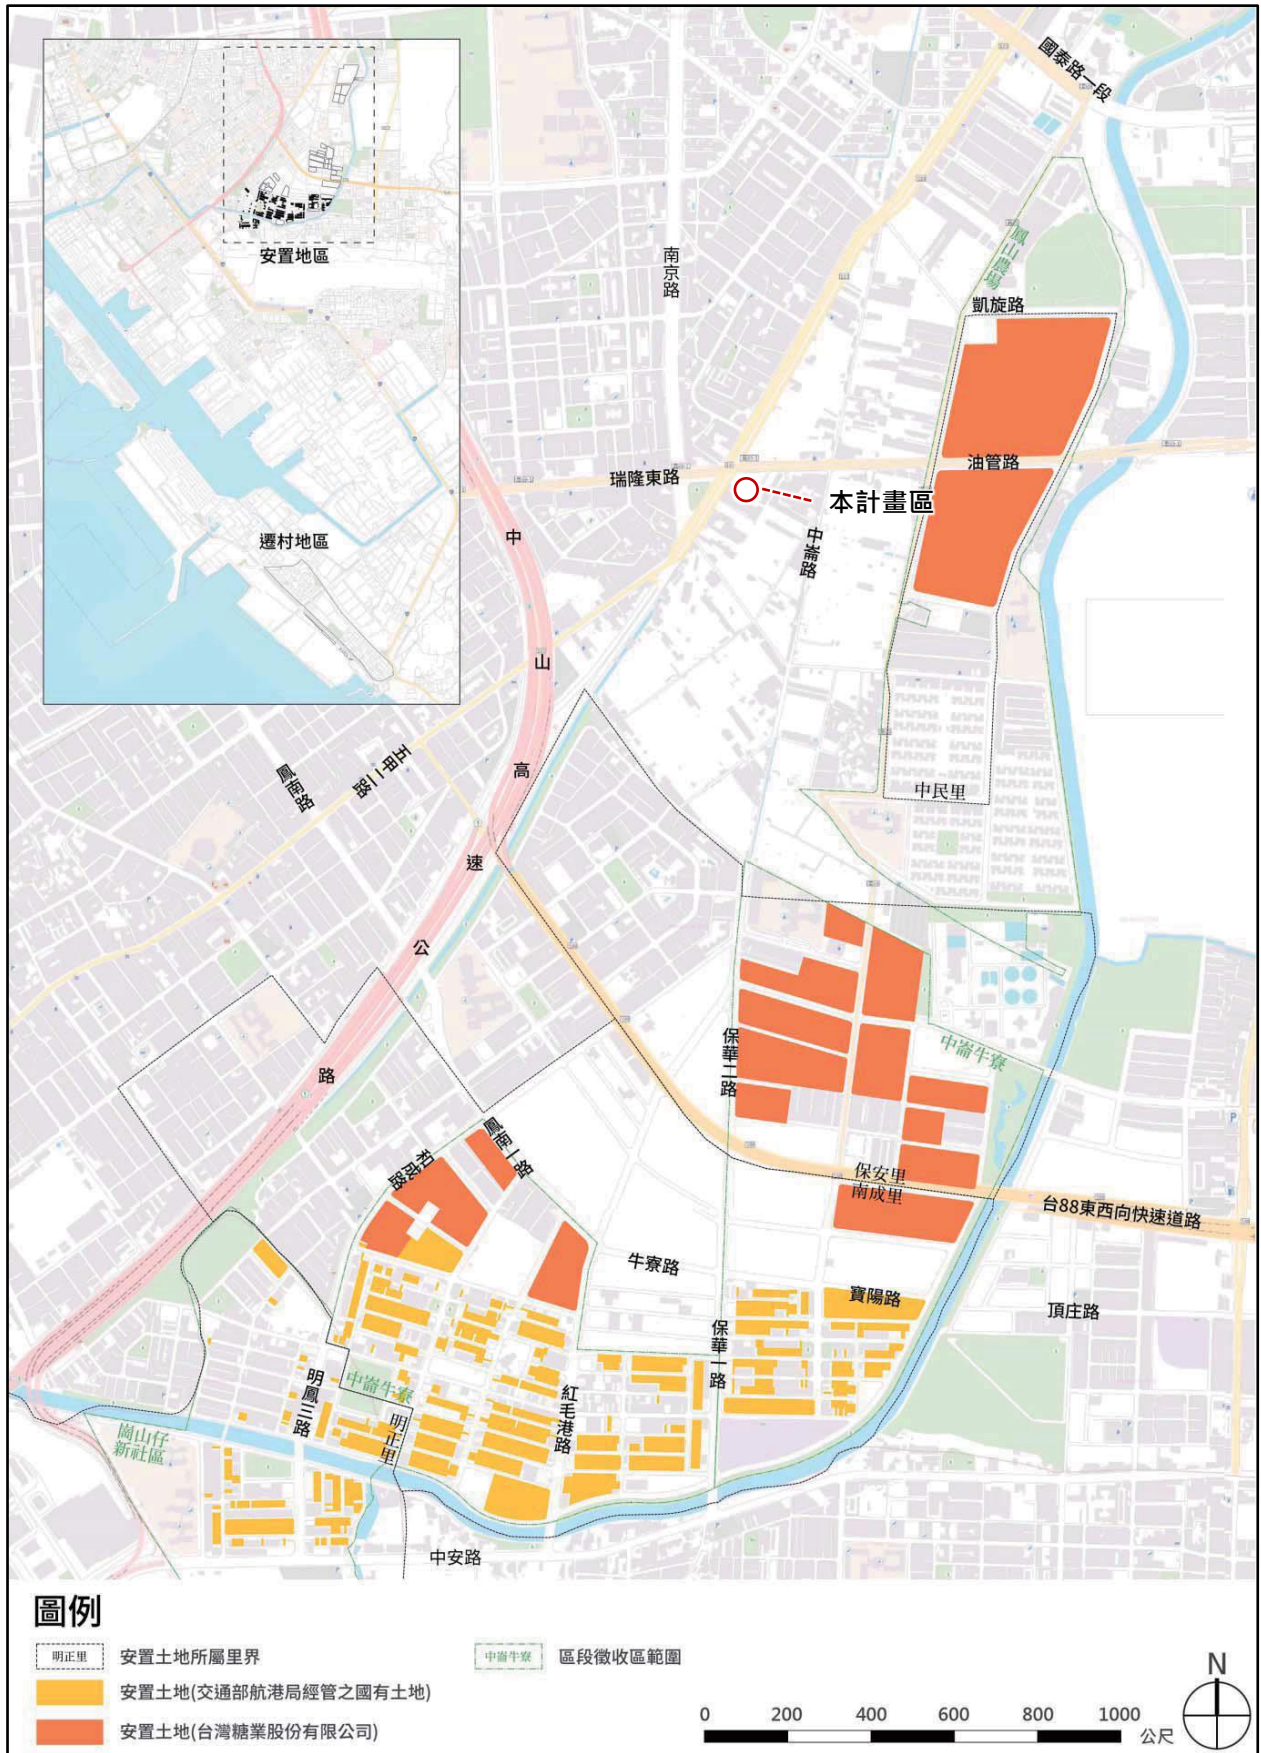 國泰路一段
安置地區
南京路
鳳山農場
凱旋路
油管路
瑞隆東路
本計畫區
中崙路
遷村地區
中
山
高
速
公
路
五甲二路
鳳南路
中民里
保華二路
中崙牛寮
鳳南一路
和成路
保安里
南成里
台88東西向快速道路
牛寮路
寶陽路
頂庄路
保華一路
明鳳三路
中崙牛寮
紅毛港路
明正里
崗山仔
新社區
中安路
圖例
明正里
安置土地所屬里界
中崙牛寮
區段徵收區範圍
安置土地(交通部航港局經管之國有土地)
安置土地(台灣糖業股份有限公司)
0 200 400 600 800 1000
公尺
N